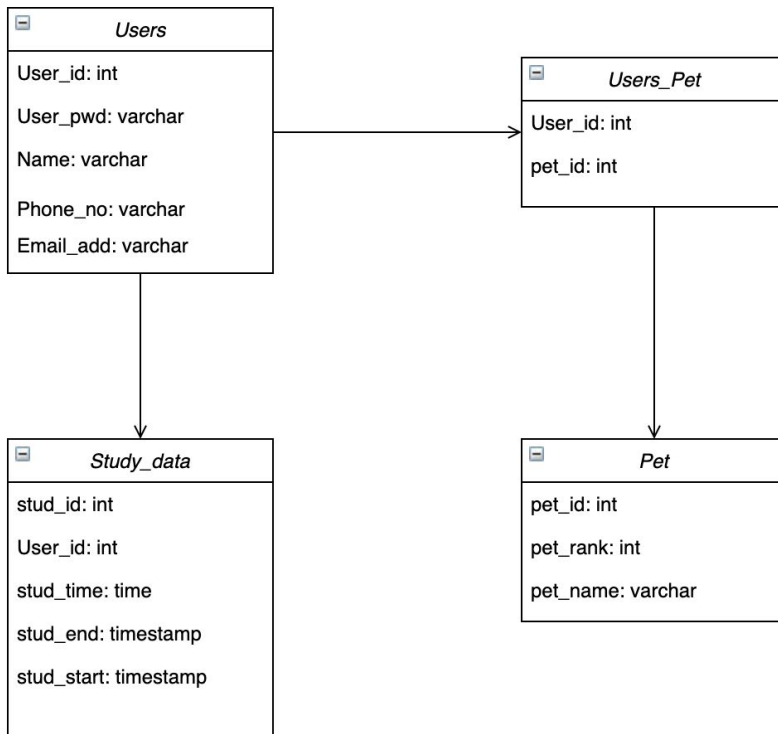 Users
User_id: int
User_pwd: varchar
Name: varchar
Phone_no: varchar
Email_add: varchar
Users_Pet
User_id: int
pet_id: int
Study_data
stud_id: int
User_id: int
stud_time: time
stud_end: timestamp
stud_start: timestamp
Pet
pet_id: int
pet_rank: int
pet_name: varchar